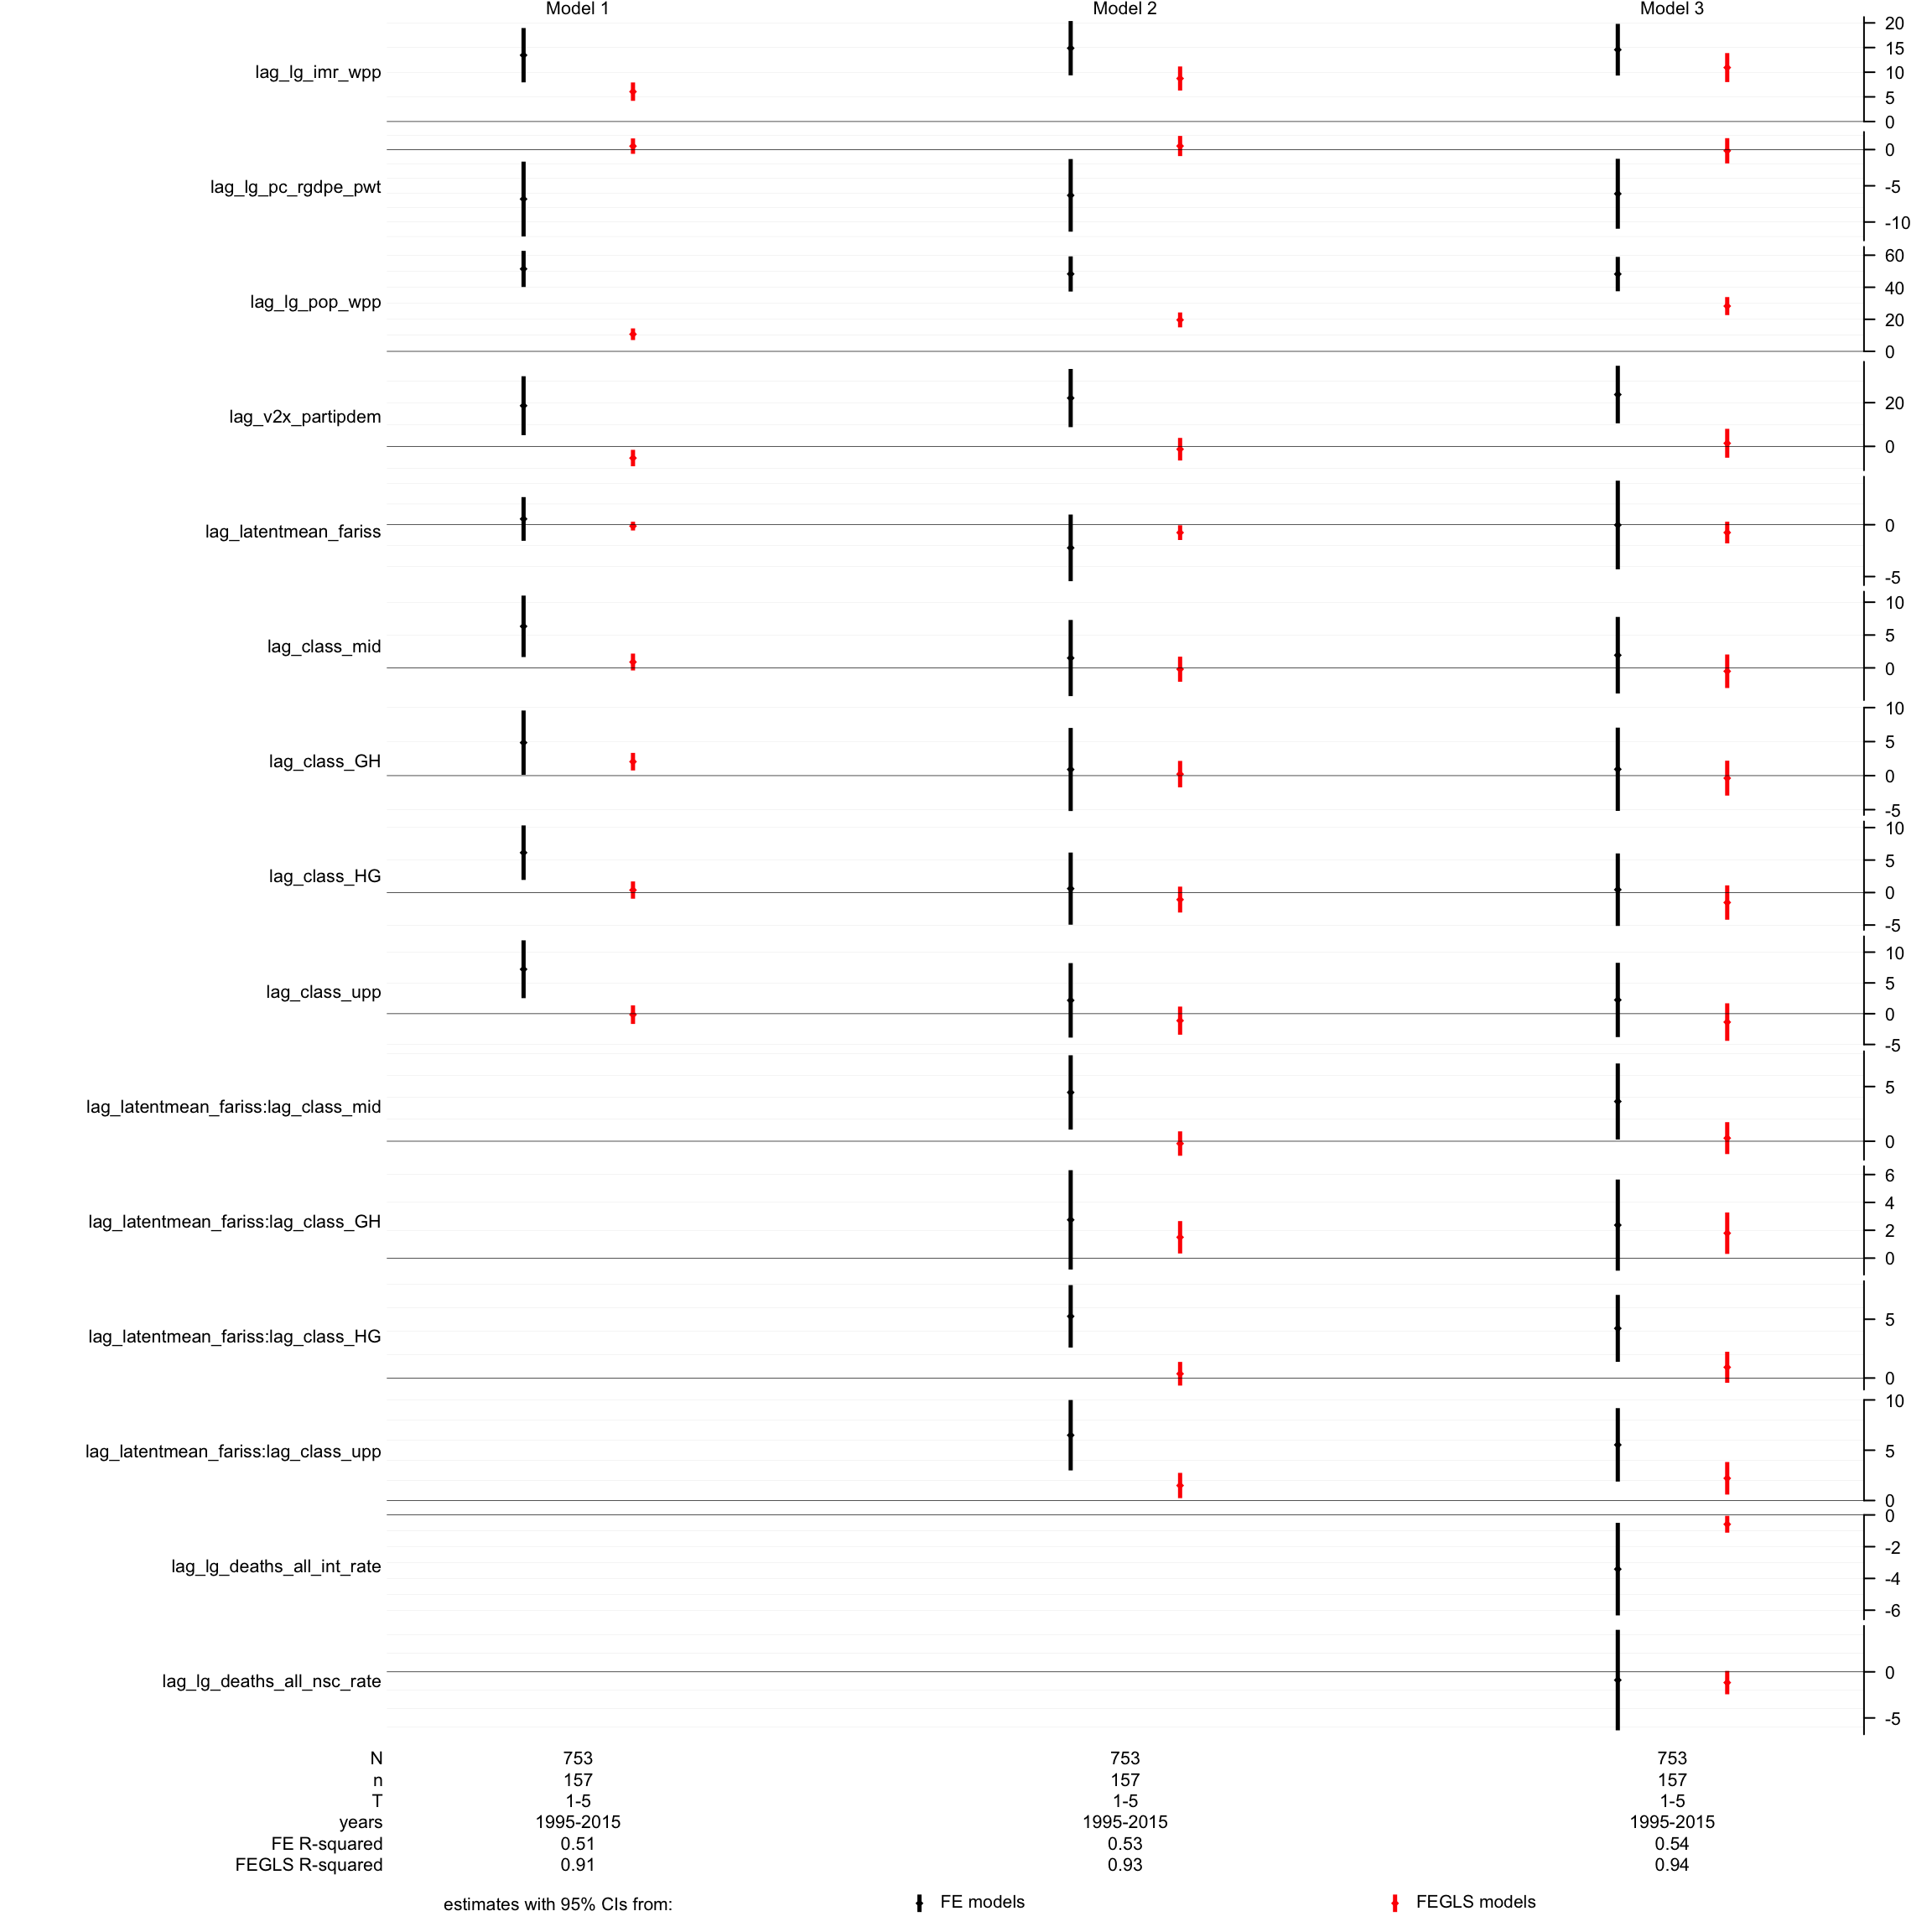 Model 1 Model 2 Model 3
lag_lg_imr_wpp
20
15
10
5
0
lag_lg_pc_rgdpe_pwt
0
-5
-10
lag_lg_pop_wpp
60
40
20
0
lag_v2x_partipdem
20
0
lag_latentmean_fariss
0
-5
lag_class_mid
10
5
0
lag_class_GH
10
5
0
-5
lag_class_HG
10
5
0
-5
lag_class_upp
10
5
0
-5
lag_latentmean_fariss:lag_class_mid
5
0
lag_latentmean_fariss:lag_class_GH
6
4
2
0
lag_latentmean_fariss:lag_class_HG
5
0
lag_latentmean_fariss:lag_class_upp
10
5
0
lag_lg_deaths_all_int_rate
0
-2
-4
-6
lag_lg_deaths_all_nsc_rate
0
-5
N 753 753 753
n 157 157 157
T 1-5 1-5 1-5
years 1995-2015 1995-2015 1995-2015
FE R-squared 0.51 0.53 0.54
FEGLS R-squared 0.91 0.93 0.94
estimates with 95% CIs from: FE models FEGLS models